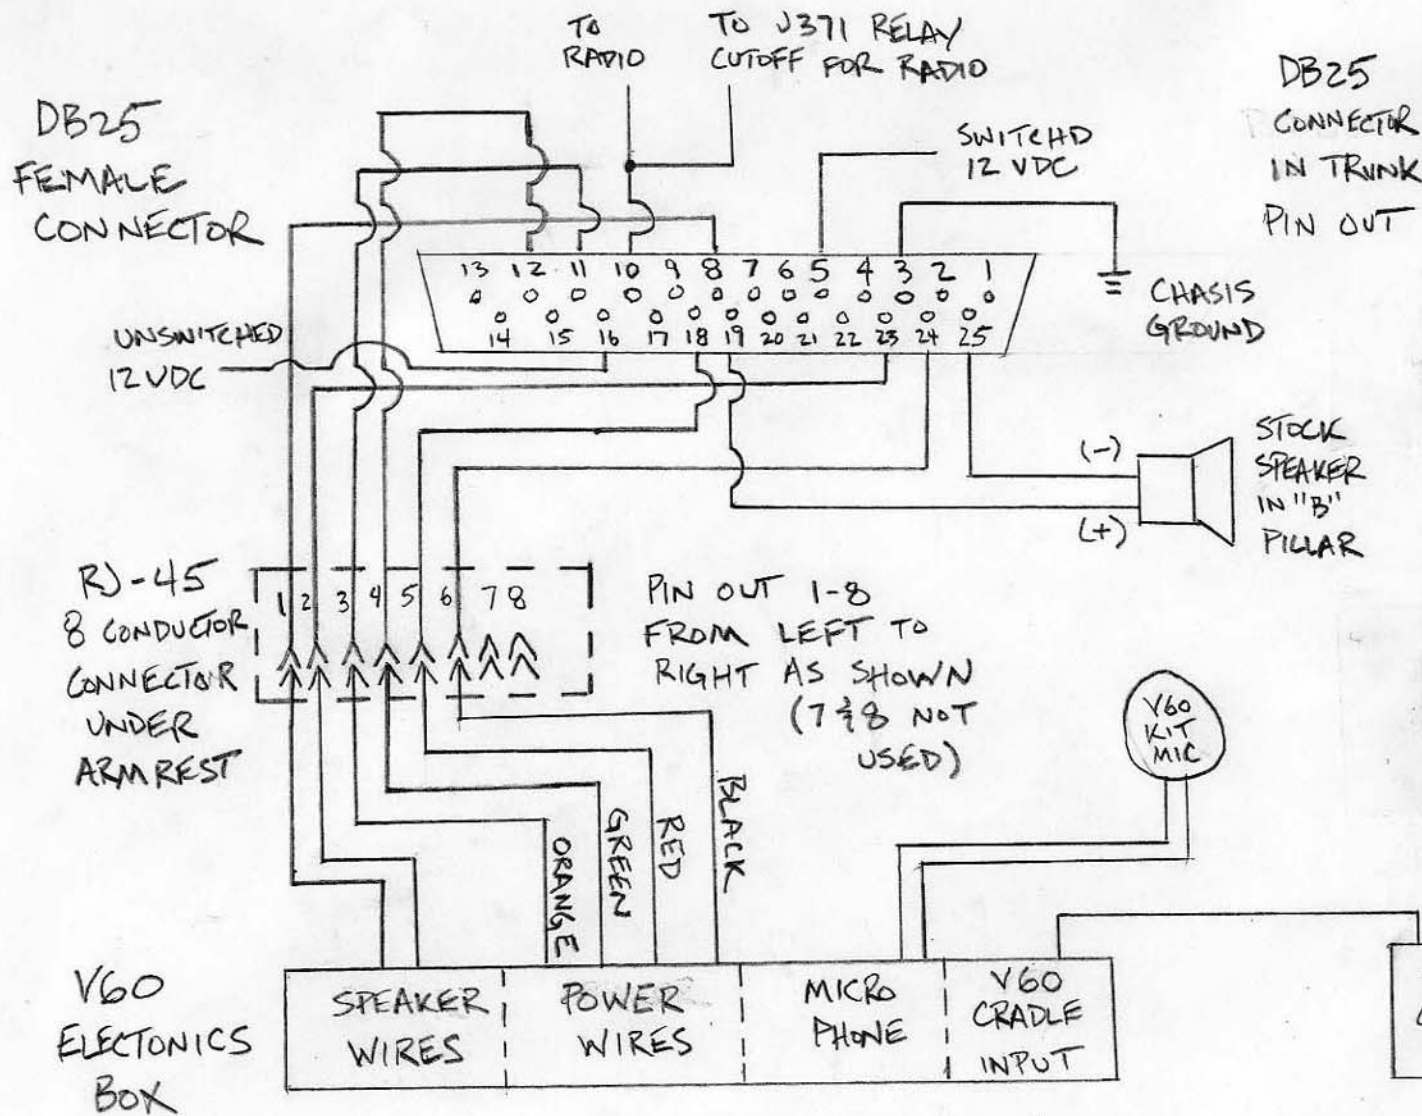 TO
RADIO
TO J371 RELAY
CUTOFF FOR RADIO
DB25
FEMALE
CONNECTOR
SWITCHD
12 VDC
DB25
CONNECTOR
IN TRUNK
PIN OUT
13 12 11 10 9 8 7 6 5 4 3 2 1
14 15 16 17 18 19 20 21 22 23 24 25
CHASIS
GROUND
UNSWITCHED
12 VDC
(-)
(+)
STOCK
SPEAKER
IN "B"
PILLAR
RJ-45
8 CONDUCTOR
CONNECTOR
UNDER
ARMREST
1 2 3 4 5 6 7 8
PIN OUT 1-8
FROM LEFT TO
RIGHT AS SHOWN
(7 & 8 NOT
USED)
V60
KIT
MIC
ORANGE
GREEN
RED
BLACK
V60
ELECTONICS
BOX
SPEAKER
WIRES
POWER
WIRES
MICRO
PHONE
V60
CRADLE
INPUT